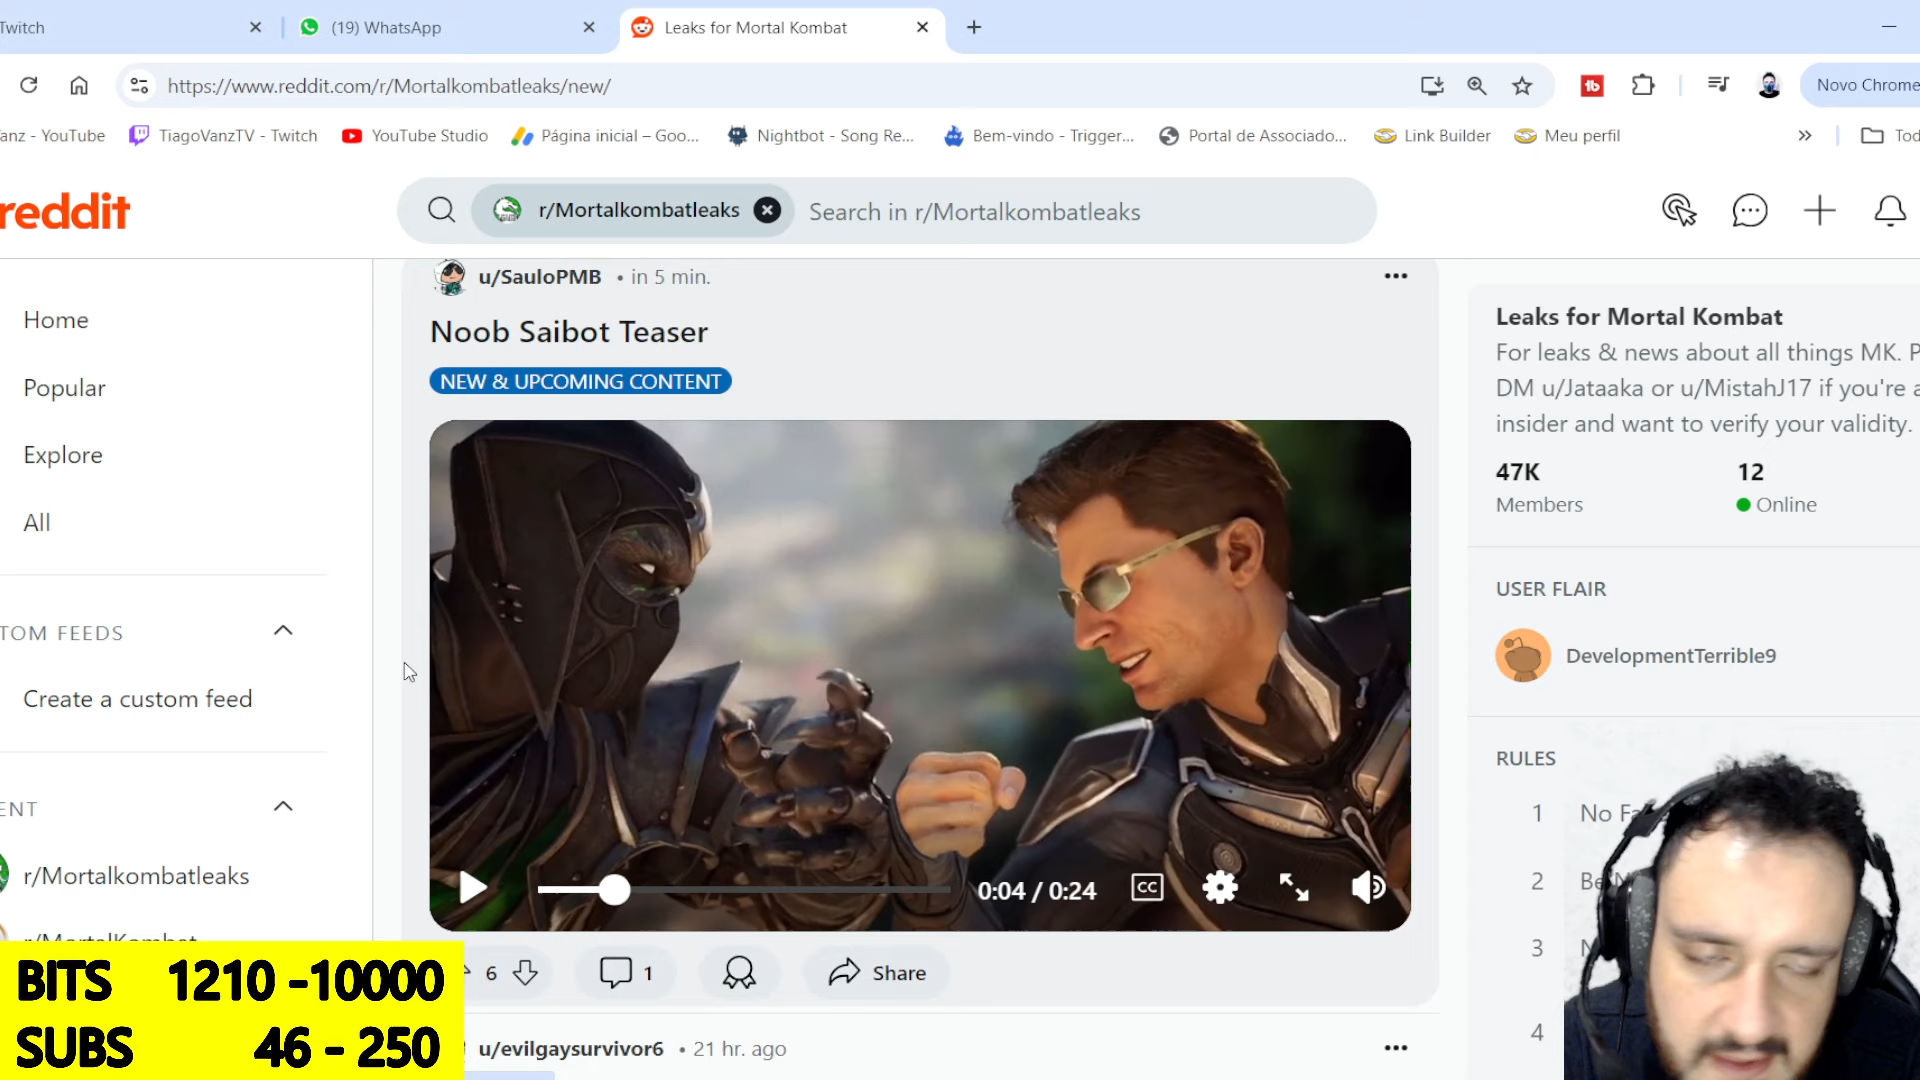 Twitch
(19) WhatsApp
Leaks for Mortal Kombat
https://www.reddit.com/r/Mortalkombatleaks/new/
Novo Chrome
anz - YouTube
TiagoVanzTV - Twitch
YouTube Studio
Página inicial – Goo...
Nightbot - Song Re...
Bem-vindo - Trigger...
Portal de Associado...
Link Builder
Meu perfil
Tod
reddit
r/Mortalkombatleaks
Search in r/Mortalkombatleaks
Home
Popular
Explore
All
TOM FEEDS
Create a custom feed
ENT
r/Mortalkombatleaks
r/MortalKombat
u/SauloPMB • in 5 min.
Noob Saibot Teaser
NEW & UPCOMING CONTENT
0:04 / 0:24
CC
6
1
Share
u/evilgaysurvivor6 • 21 hr. ago
Leaks for Mortal Kombat
For leaks & news about all things MK. P
DM u/Jataaka or u/MistahJ17 if you're a
insider and want to verify your validity.
47K
Members
12
Online
USER FLAIR
DevelopmentTerrible9
RULES
1 No Fa
2 Be N
3 N
4
BITS 1210 -10000
SUBS 46 - 250